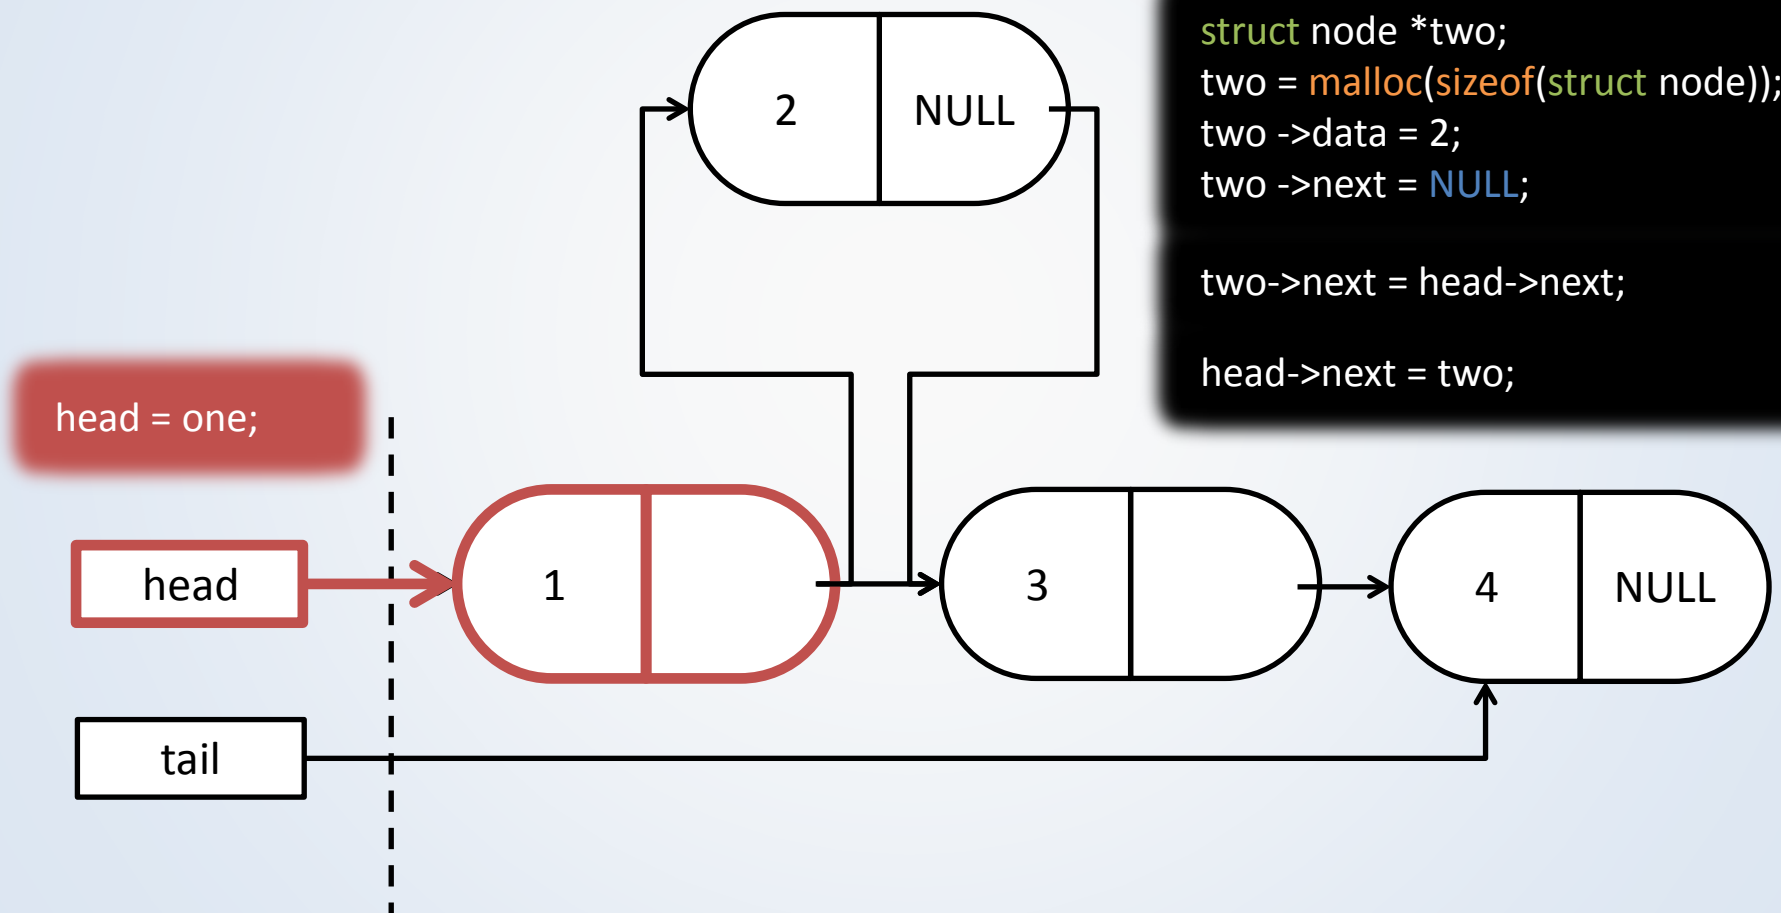 struct node *two;
two = malloc(sizeof(struct node));
two ->data = 2;
two ->next = NULL;
two->next = head->next;
head->next = two;
2 NULL
head = one;
head
1
3
4 NULL
tail